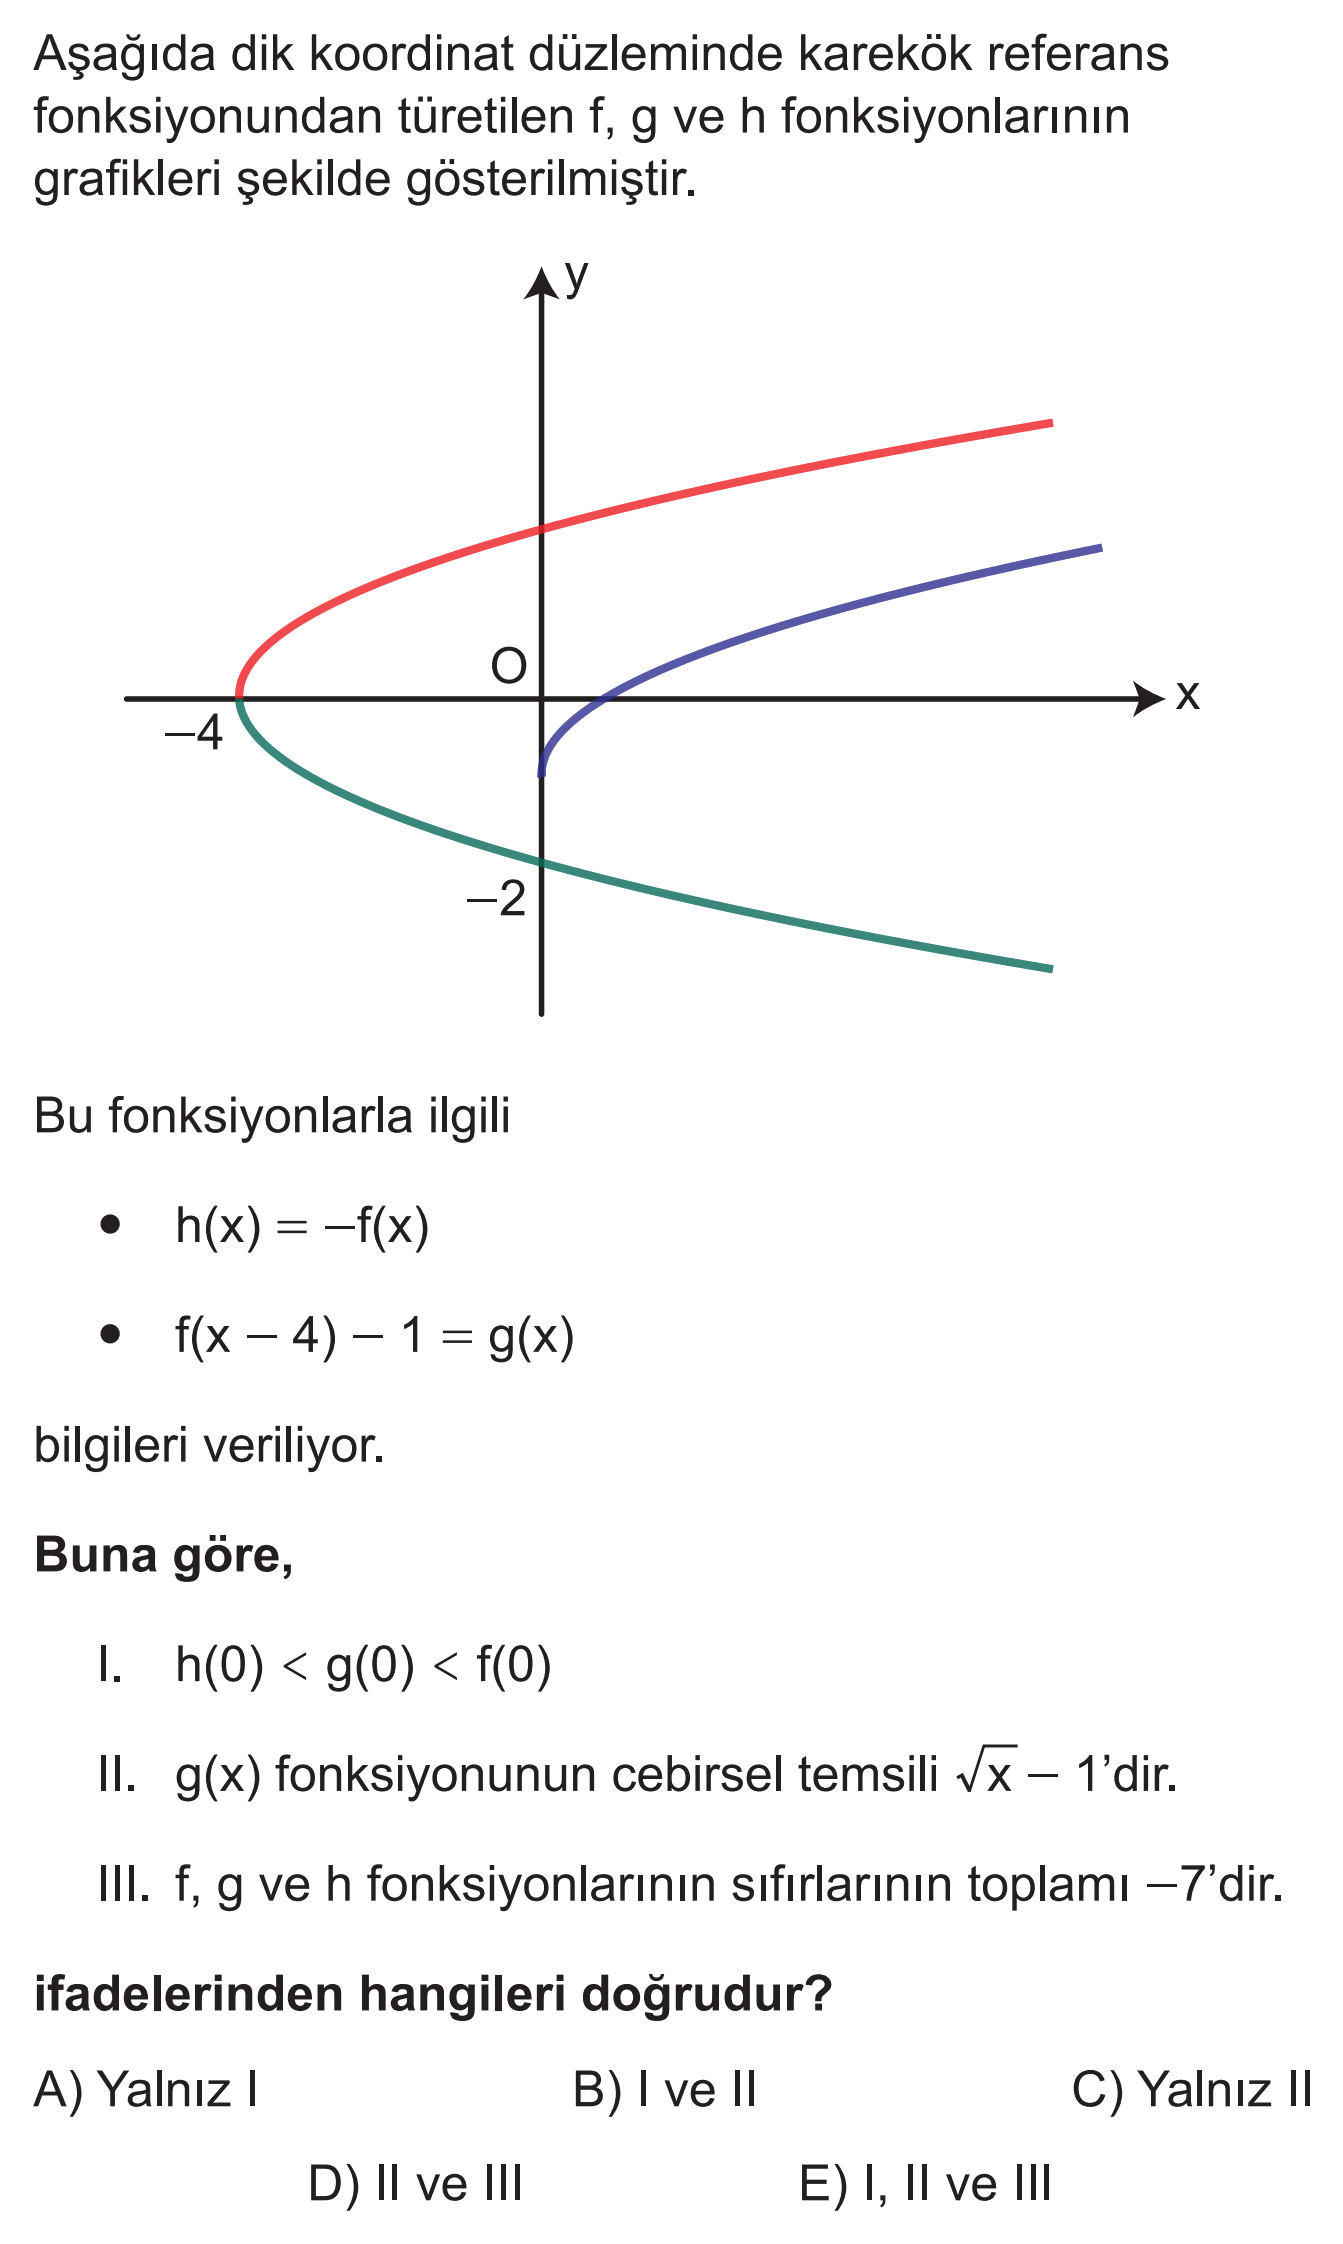 Aşağıda dik koordinat düzleminde karekök referans
fonksiyonundan türetilen f, g ve h fonksiyonlarının
grafikleri şekilde gösterilmiştir.
y
O
x
–4
–2
Bu fonksiyonlarla ilgili
• h(x) = –f(x)
• f(x – 4) – 1 = g(x)
bilgileri veriliyor.
Buna göre,
I. h(0) < g(0) < f(0)
II. g(x) fonksiyonunun cebirsel temsili √x – 1’dir.
III. f, g ve h fonksiyonlarının sıfırlarının toplamı –7’dir.
ifadelerinden hangileri doğrudur?
A) Yalnız I B) I ve II C) Yalnız II
D) II ve III E) I, II ve III